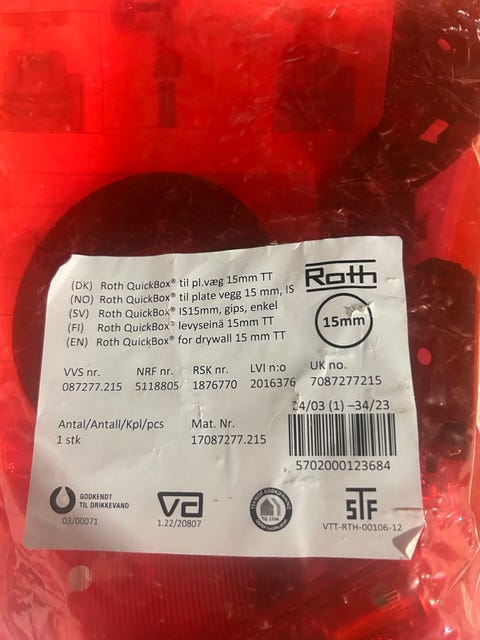 (DK) Roth QuickBox® til pl.væg 15mm TT
(NO) Roth QuickBox® til plate vegg 15 mm, IS
(SV) Roth QuickBox® IS15mm, gips, enkel
(FI) Roth QuickBox® levyseinä 15mm TT
(EN) Roth QuickBox® for drywall 15 mm TT
Roth
15mm
VVS nr. NRF nr. RSK nr. LVI n:o UK no.
087277.215 5118805 1876770 2016376 7087277215
Antal/Antall/Kpl/pcs Mat. Nr. 24/03 (1) –34/23
1 stk 17087277.215
5702000123684
GODKENDT
TIL DRIKKEVAND
03/00071
va
1.22/20807
TG 2596
STF
VTT-RTH-00106-12